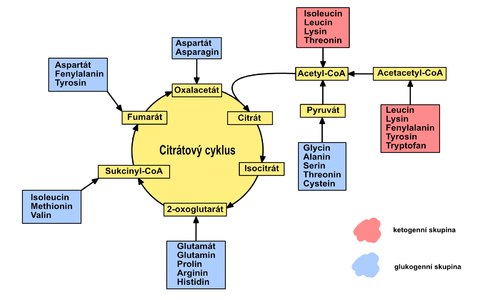 Isoleucin
Leucin
Lysin
Threonin
Aspartát
Asparagin
Aspartát
Fenylalanin
Tyrosin
Acetyl-CoA
Acetacetyl-CoA
Oxalacetát
Fumarát
Citrát
Pyruvát
Leucin
Lysin
Fenylalanin
Tyrosin
Tryptofan
Citrátový cyklus
Glycin
Alanin
Serin
Threonin
Cystein
Sukcinyl-CoA
Isocitrát
Isoleucin
Methionin
Valin
2-oxoglutarát
Glutamát
Glutamin
Prolin
Arginin
Histidin
ketogenni skupina
glukogenni skupina